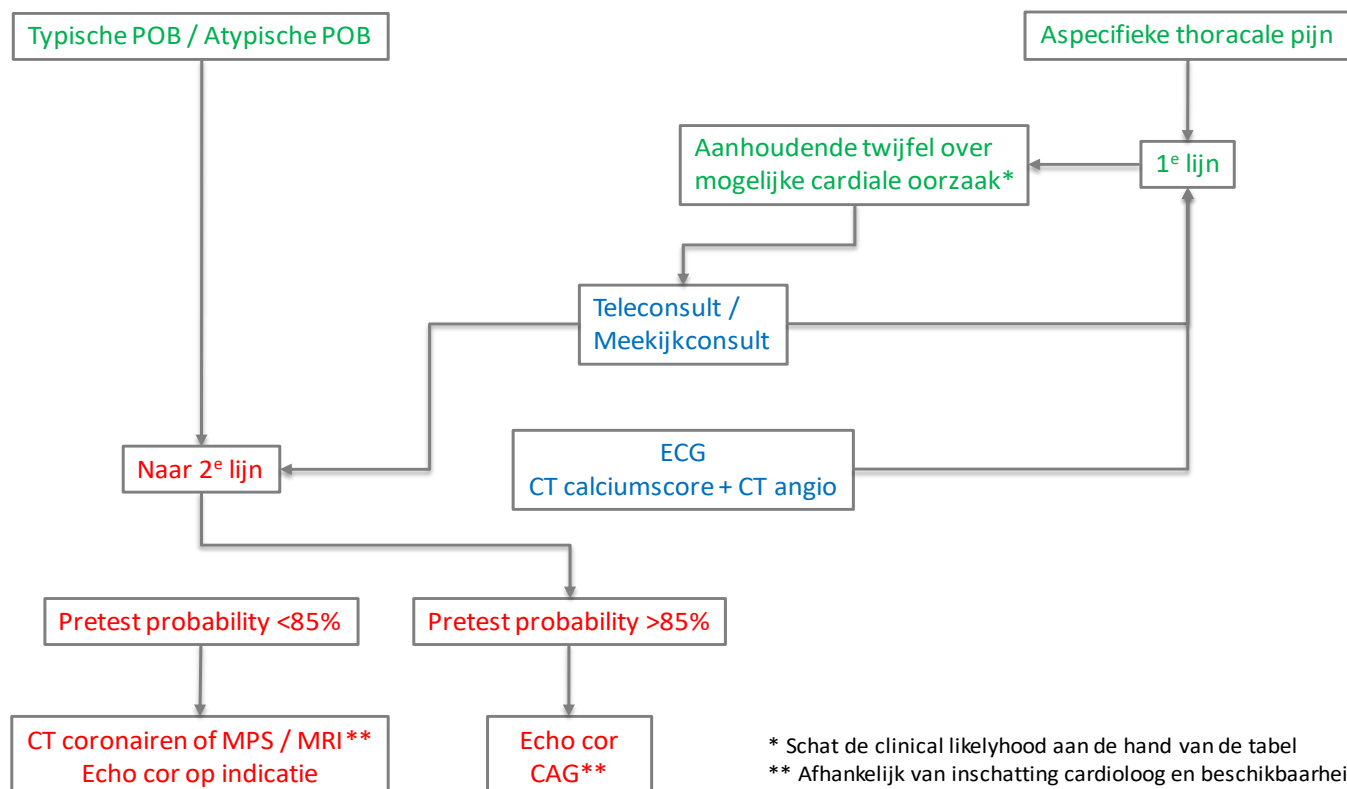 Typische POB / Atypische POB
Aspecifieke thoracale pijn
Aanhoudende twijfel over
mogelijke cardiale oorzaak*
1e lijn
Teleconsult /
Meekijkconsult
Naar 2e lijn
ECG
CT calciumscore + CT angio
Pretest probability <85%
Pretest probability >85%
CT coronairen of MPS / MRI**
Echo cor op indicatie
Echo cor
CAG**
* Schat de clinical likelyhood aan de hand van de tabel
** Afhankelijk van inschatting cardioloog en beschikbaarhei